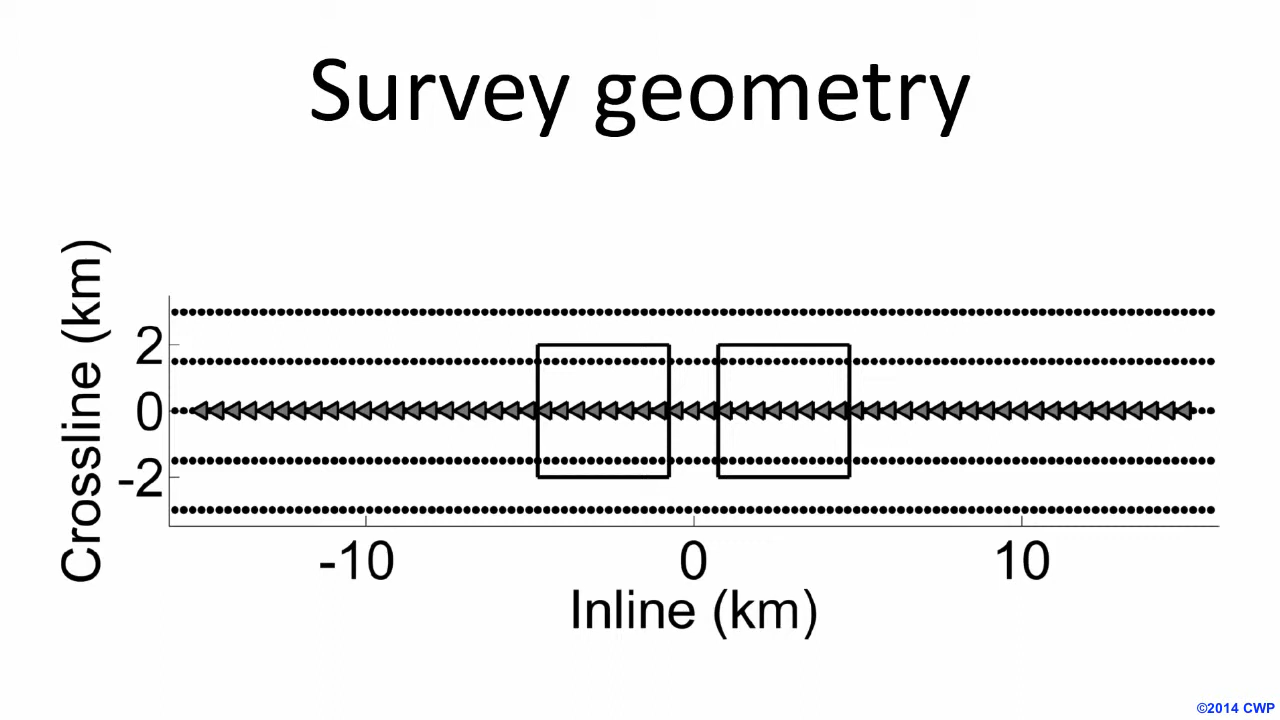 Survey geometry
Crossline (km)
2
0
-2
-10 0 10
Inline (km)
©2014 CWP